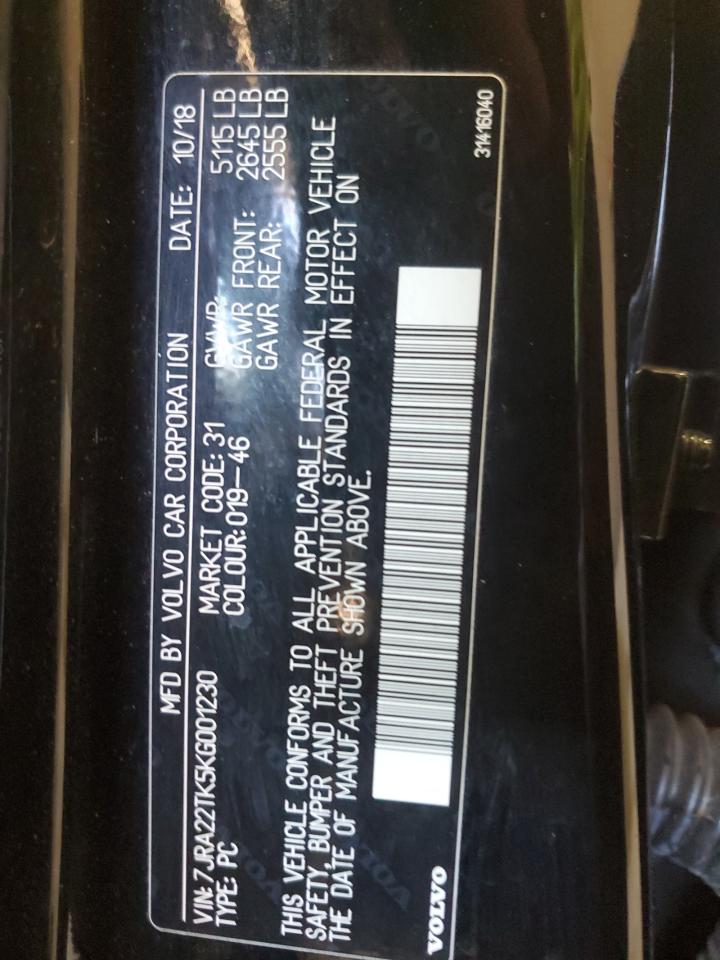 MFD BY VOLVO CAR CORPORATION DATE: 10/18
VIN: 7JRA22TK5KG001230 MARKET CODE: 31 GVWR: 5115 LB
TYPE: PC COLOUR: 019-46 GAWR FRONT: 2645 LB
GAWR REAR: 2555 LB
THIS VEHICLE CONFORMS TO ALL APPLICABLE FEDERAL MOTOR VEHICLE
SAFETY, BUMPER AND THEFT PREVENTION STANDARDS IN EFFECT ON
THE DATE OF MANUFACTURE SHOWN ABOVE.
VOLVO 31416040